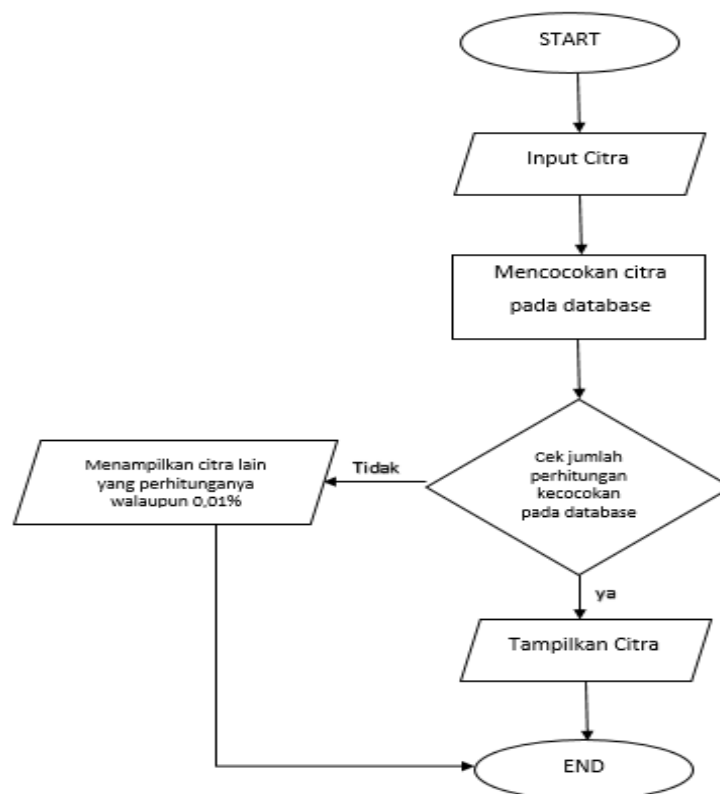 START
Input Citra
Mencocokan citra
pada database
Cek jumlah
perhitungan
kecocokan
pada database
Tidak
Menampilkan citra lain
yang perhitunganya
walaupun 0,01%
ya
Tampilkan Citra
END